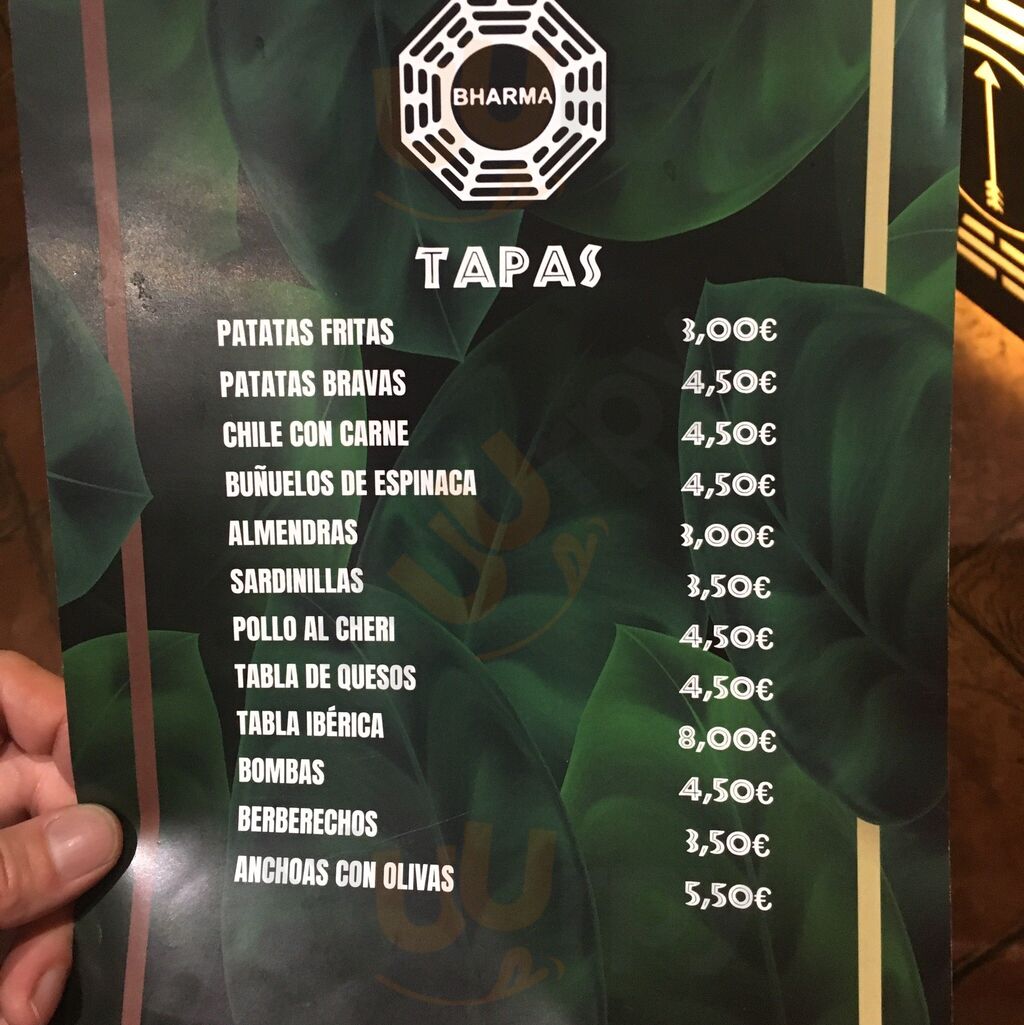 BHARMA
TAPAS
PATATAS FRITAS 3,00€
PATATAS BRAVAS 4,50€
CHILE CON CARNE 4,50€
BUÑUELOS DE ESPINACA 4,50€
ALMENDRAS 3,00€
SARDINILLAS 3,50€
POLLO AL CHERI 4,50€
TABLA DE QUESOS 4,50€
TABLA IBÉRICA 8,00€
BOMBAS 4,50€
BERBERECHOS 3,50€
ANCHOAS CON OLIVAS 5,50€